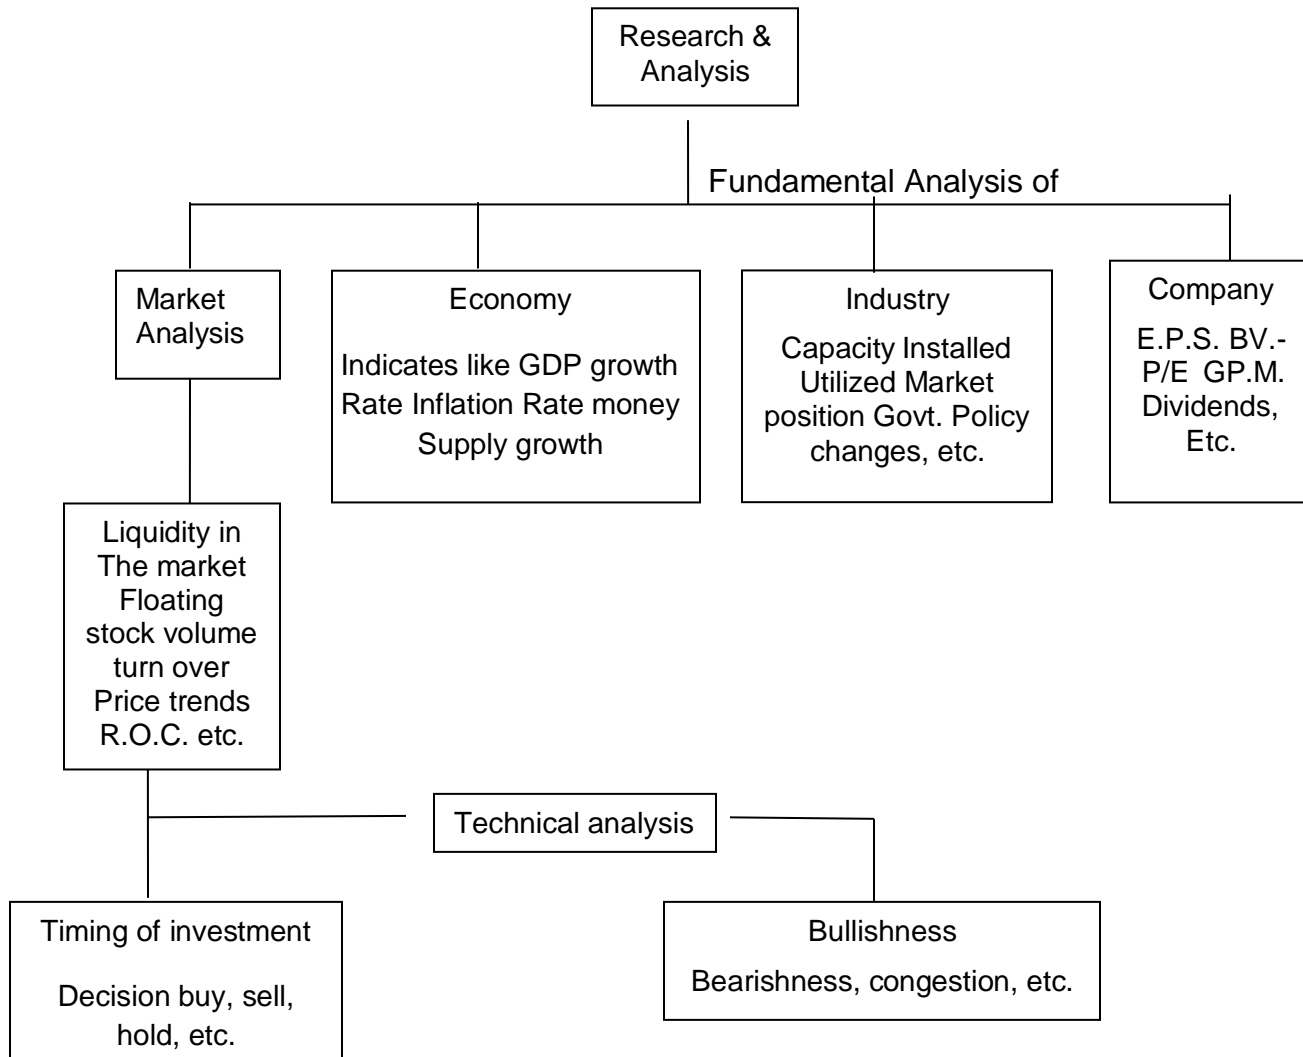 Research &
Analysis
Fundamental Analysis of
Market
Analysis
Economy
Indicates like GDP growth
Rate Inflation Rate money
Supply growth
Industry
Capacity Installed
Utilized Market
position Govt. Policy
changes, etc.
Company
E.P.S. BV.-
P/E GP.M.
Dividends,
Etc.
Liquidity in
The market
Floating
stock volume
turn over
Price trends
R.O.C. etc.
Technical analysis
Timing of investment
Decision buy, sell,
hold, etc.
Bullishness
Bearishness, congestion, etc.